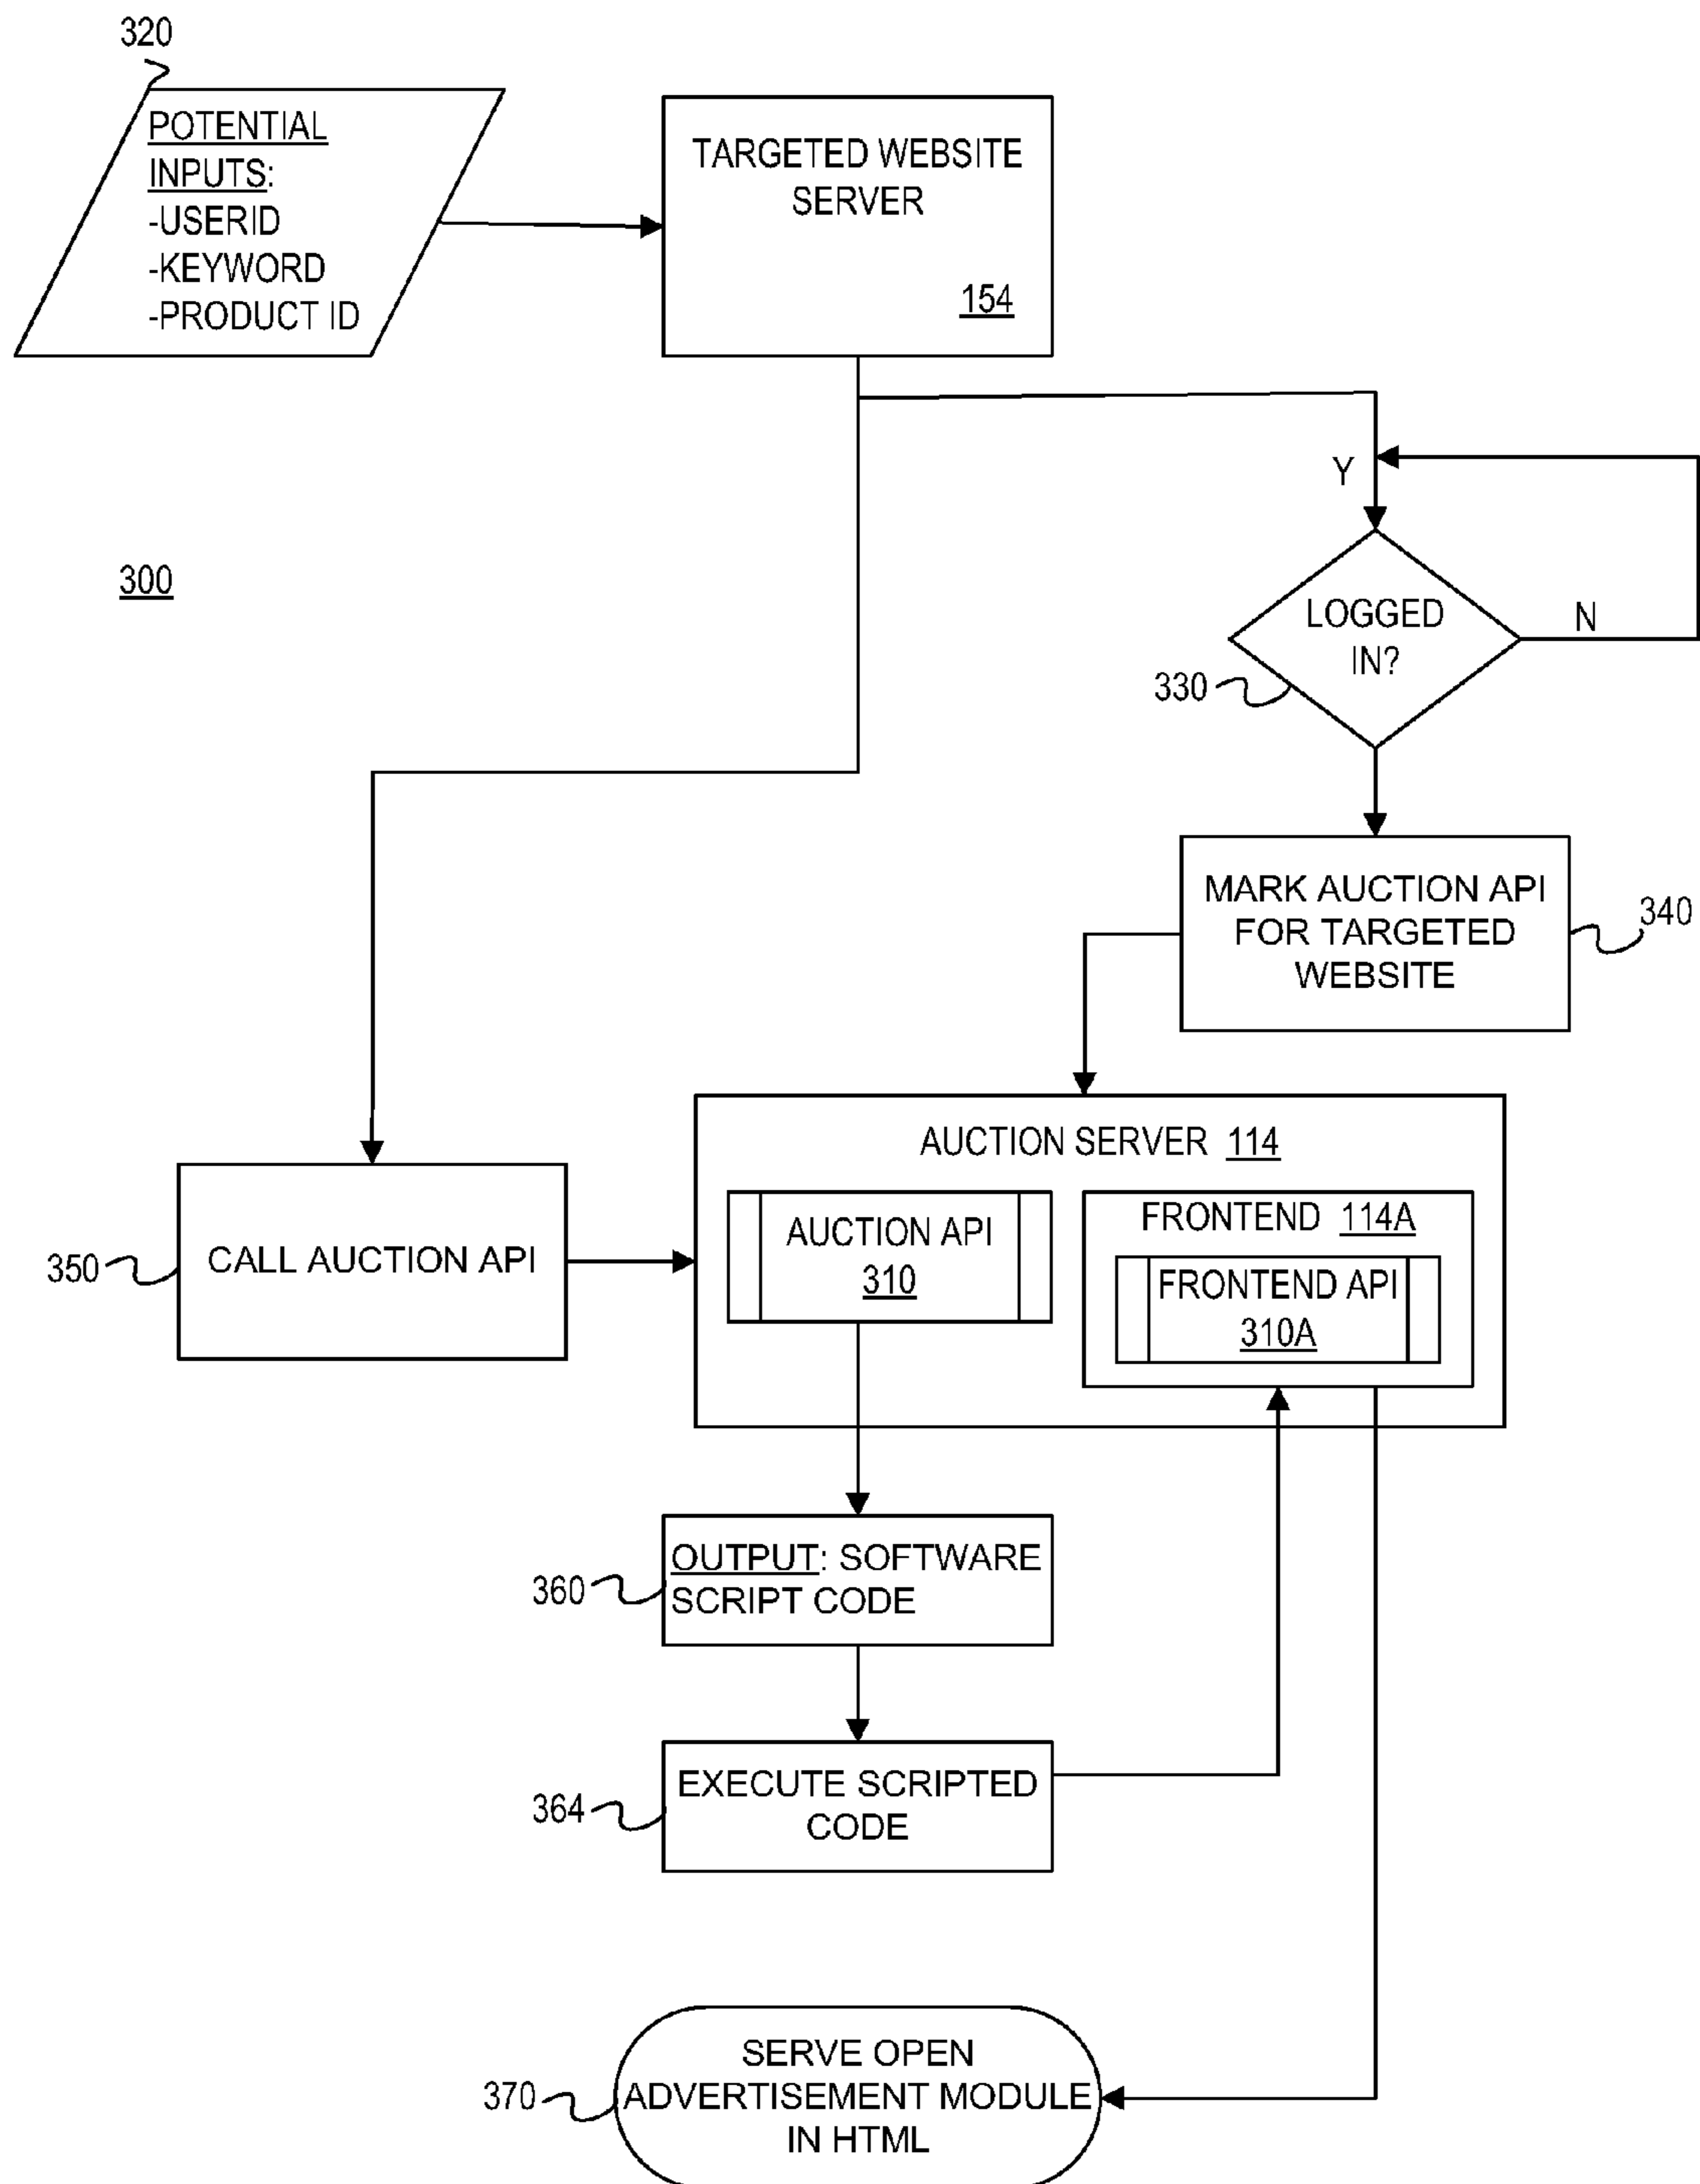 320
POTENTIAL
INPUTS:
-USERID
-KEYWORD
-PRODUCT ID
TARGETED WEBSITE
SERVER
154
300
Y
LOGGED
IN?
N
330
MARK AUCTION API
FOR TARGETED
WEBSITE
340
AUCTION SERVER 114
AUCTION API
310
FRONTEND 114A
FRONTEND API
310A
CALL AUCTION API
350
OUTPUT: SOFTWARE
SCRIPT CODE
360
EXECUTE SCRIPTED
CODE
364
SERVE OPEN
ADVERTISEMENT MODULE
IN HTML
370